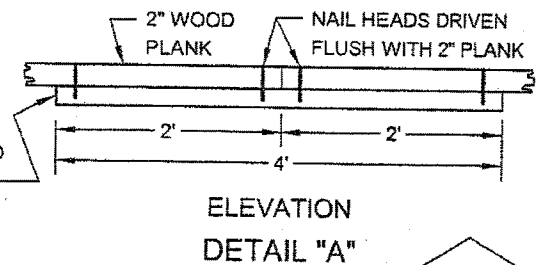 2" WOOD
PLANK
NAIL HEADS DRIVEN
FLUSH WITH 2" PLANK
2'
2'
4'
ELEVATION
DETAIL "A"